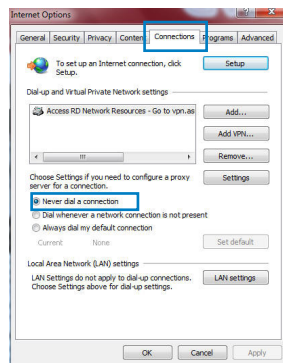 Internet Options
General Security Privacy Content Connections Programs Advanced
To set up an Internet connection, click Setup.
Setup
Dial-up and Virtual Private Network settings
Access RD Network Resources - Go to vpn.as
Add...
Add VPN...
Remove...
Choose Settings if you need to configure a proxy
server for a connection.
Settings
Never dial a connection
Dial whenever a network connection is not present
Always dial my default connection
Current None
Set default
Local Area Network (LAN) settings
LAN Settings do not apply to dial-up connections.
Choose Settings above for dial-up settings.
LAN settings
OK Cancel Apply